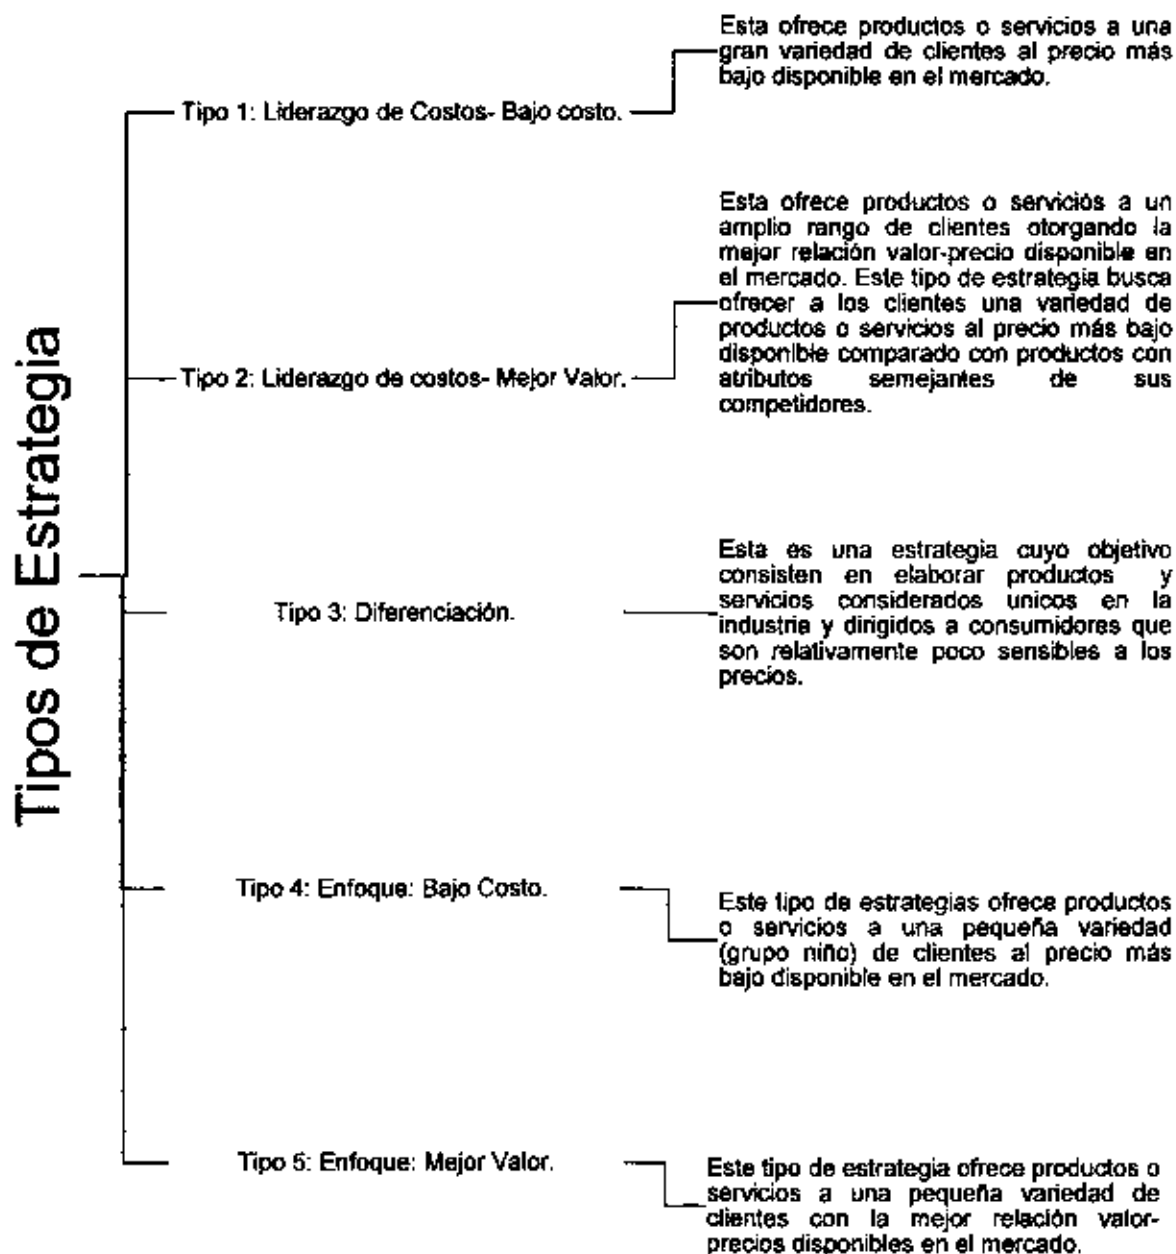 Tipos de Estrategia
Tipo 1: Liderazgo de Costos- Bajo costo.
Esta ofrece productos o servicios a una
gran variedad de clientes al precio más
bajo disponible en el mercado.
Tipo 2: Liderazgo de costos- Mejor Valor.
Esta ofrece productos o servicios a un
amplio rango de clientes otorgando la
mejor relación valor-precio disponible en
el mercado. Este tipo de estrategia busca
ofrecer a los clientes una variedad de
productos o servicios al precio más bajo
disponible comparado con productos con
atributos semejantes de sus
competidores.
Tipo 3: Diferenciación.
Esta es una estrategia cuyo objetivo
consisten en elaborar productos y
servicios considerados unicos en la
industria y dirigidos a consumidores que
son relativamente poco sensibles a los
precios.
Tipo 4: Enfoque: Bajo Costo.
Este tipo de estrategias ofrece productos
o servicios a una pequeña variedad
(grupo niño) de clientes al precio más
bajo disponible en el mercado.
Tipo 5: Enfoque: Mejor Valor.
Este tipo de estrategia ofrece productos o
servicios a una pequeña variedad de
clientes con la mejor relación valor-
precios disponibles en el mercado.